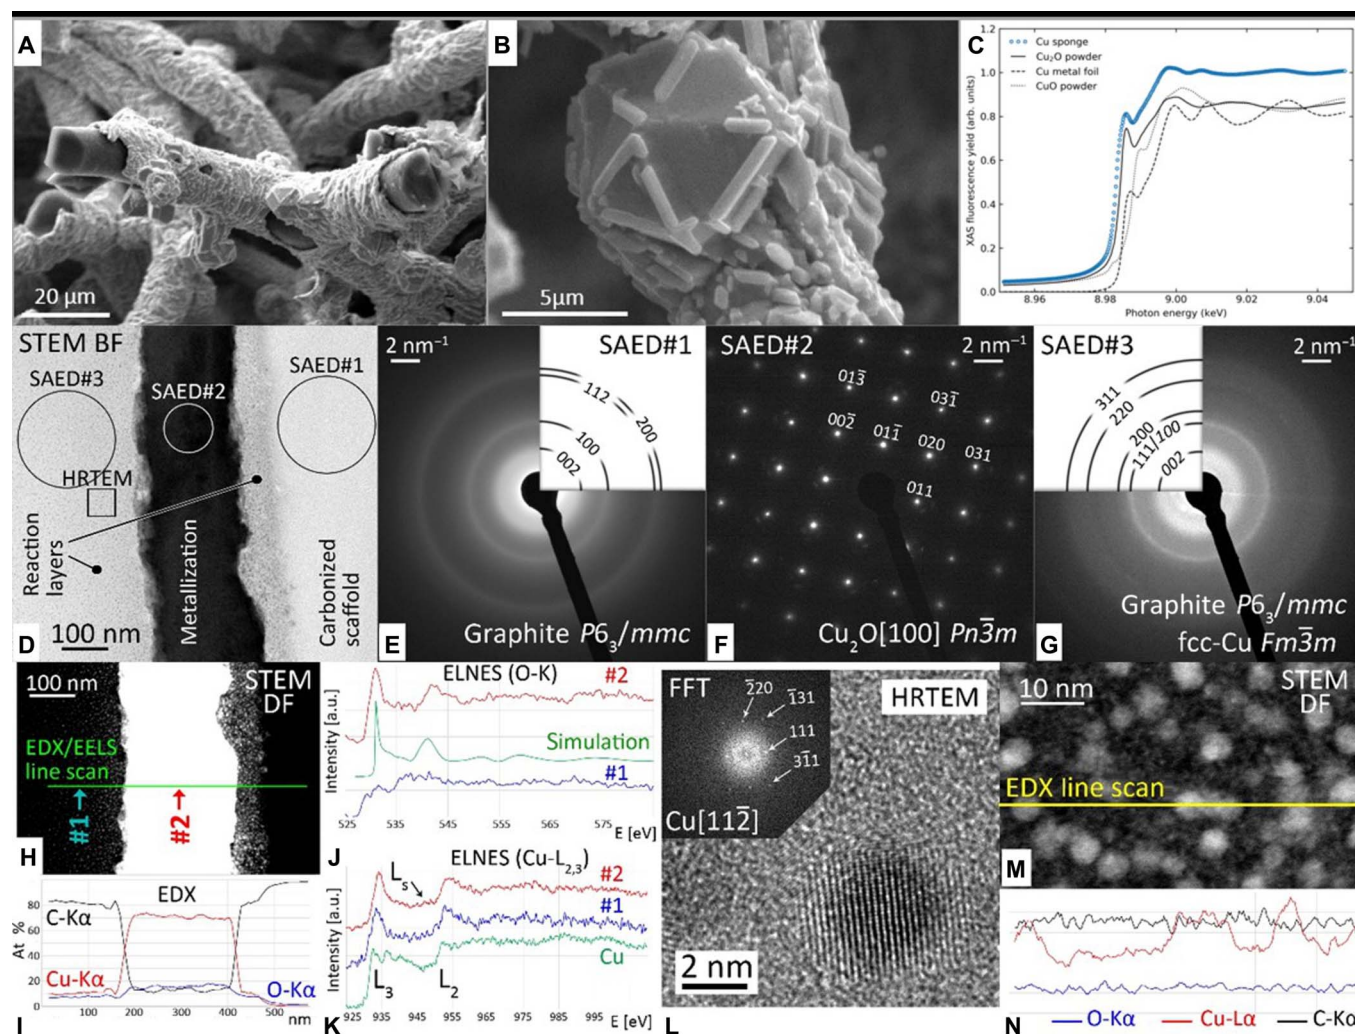 A
20 μm
B
5μm
C
XAS fluorescence yield (arb. units)
1.2
1.0
0.8
0.6
0.4
0.2
0.0
Cu sponge
Cu₂O powder
Cu metal foil
CuO powder
8.96 8.98 9.00 9.02 9.04
Photon energy (keV)
STEM BF
SAED#3
SAED#2
SAED#1
HRTEM
Reaction
layers
Metallization
Carbonized
scaffold
D
100 nm
2 nm⁻¹
SAED#1
112
200
100
002
E
Graphite P6₃/mmc
SAED#2
2 nm⁻¹
013̅
031̅
002̅
011̅
020
031
011
F
Cu₂O[100] Pn3̅m
SAED#3
2 nm⁻¹
311
220
200
111/100
002
Graphite P6₃/mmc
G
fcc-Cu Fm3̅m
100 nm
STEM
DF
EDX/EELS
line scan
#1
#2
H
ELNES (O-K)
#2
Simulation
#1
Intensity [a.u.]
525 535 545 555 565 575
E [eV]
J
FFT
2̅20
1̅31
111
31̅1
Cu[112̅]
HRTEM
2 nm
L
10 nm
STEM
DF
EDX line scan
M
EDX
At %
80
60
40
20
0
C-Kα
Cu-Kα
O-Kα
0 100 200 300 400 500
nm
I
ELNES (Cu-L₂,₃)
Lₛ
#2
#1
Cu
L₃
L₂
Intensity [a.u.]
925 935 945 955 965 975 985 995
E [eV]
K
N
O-Kα Cu-Lα C-Kα